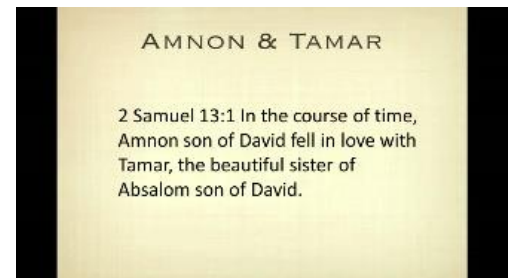 AMNON & TAMAR
2 Samuel 13:1 In the course of time,
Amnon son of David fell in love with
Tamar, the beautiful sister of
Absalom son of David.